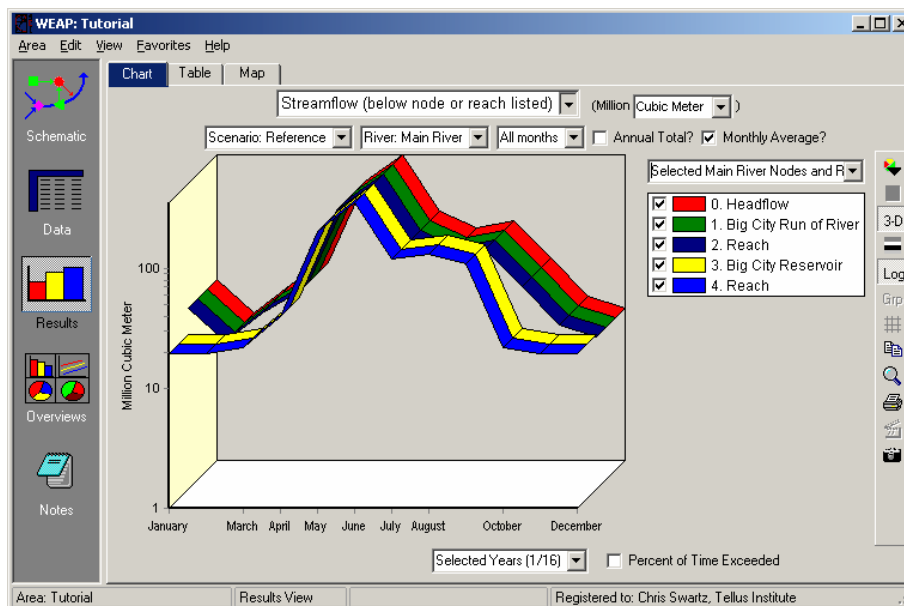 WEAP: Tutorial
Area Edit View Favorites Help
Chart Table Map
Streamflow (below node or reach listed) (Million Cubic Meter )
Scenario: Reference River: Main River All months Annual Total? Monthly Average?
Schematic
Data
Results
Overviews
Notes
Selected Main River Nodes and R
0. Headflow
1. Big City Run of River
2. Reach
3. Big City Reservoir
4. Reach
3-D
Log
Grp
Million Cubic Meter
100
10
1
January March April May June July August October December
Selected Years (1/16) Percent of Time Exceeded
Area: Tutorial Results View Registered to: Chris Swartz, Tellus Institute